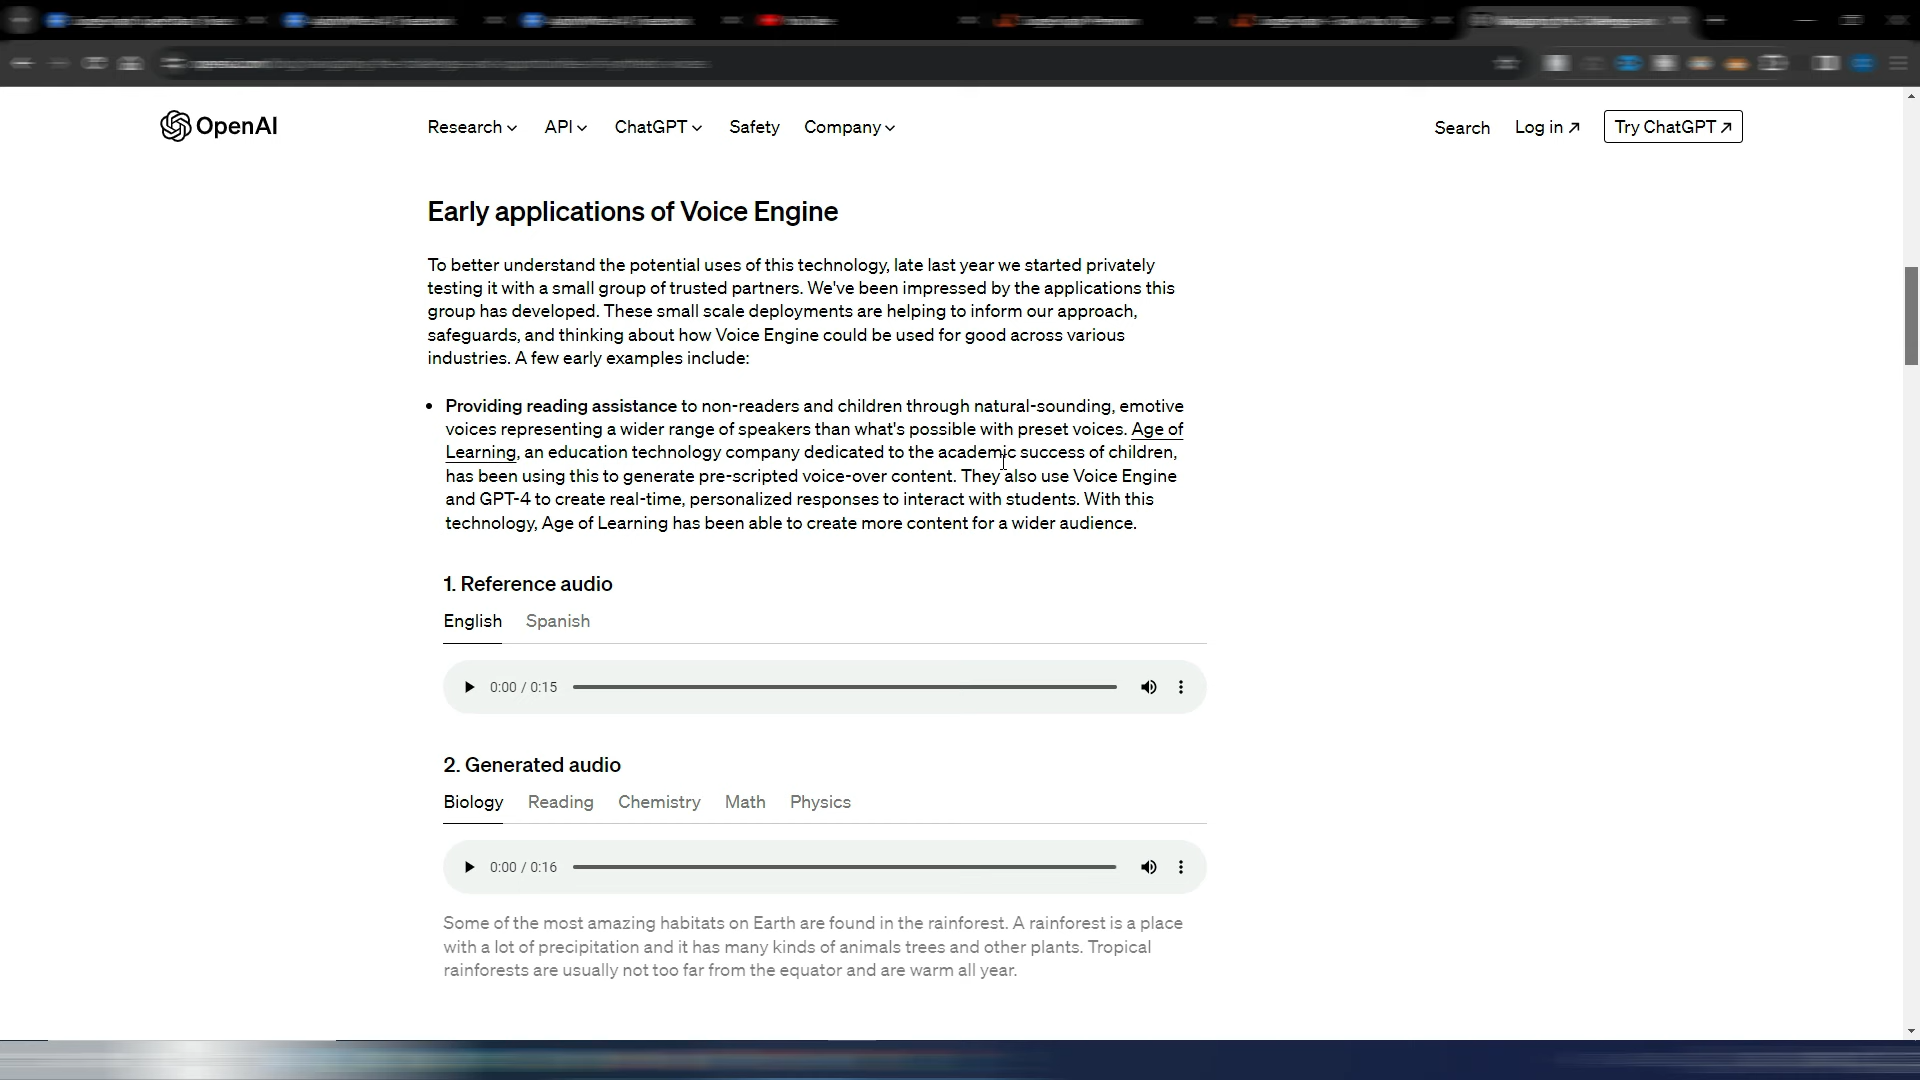 OpenAI
Research
API
ChatGPT
Safety
Company
Search
Log in ↗
Try ChatGPT ↗
Early applications of Voice Engine
To better understand the potential uses of this technology, late last year we started privately
testing it with a small group of trusted partners. We've been impressed by the applications this
group has developed. These small scale deployments are helping to inform our approach,
safeguards, and thinking about how Voice Engine could be used for good across various
industries. A few early examples include:
• Providing reading assistance to non-readers and children through natural-sounding, emotive
voices representing a wider range of speakers than what's possible with preset voices. Age of
Learning, an education technology company dedicated to the academic success of children,
has been using this to generate pre-scripted voice-over content. They also use Voice Engine
and GPT-4 to create real-time, personalized responses to interact with students. With this
technology, Age of Learning has been able to create more content for a wider audience.
1. Reference audio
English
Spanish
0:00 / 0:15
2. Generated audio
Biology
Reading
Chemistry
Math
Physics
0:00 / 0:16
Some of the most amazing habitats on Earth are found in the rainforest. A rainforest is a place
with a lot of precipitation and it has many kinds of animals trees and other plants. Tropical
rainforests are usually not too far from the equator and are warm all year.